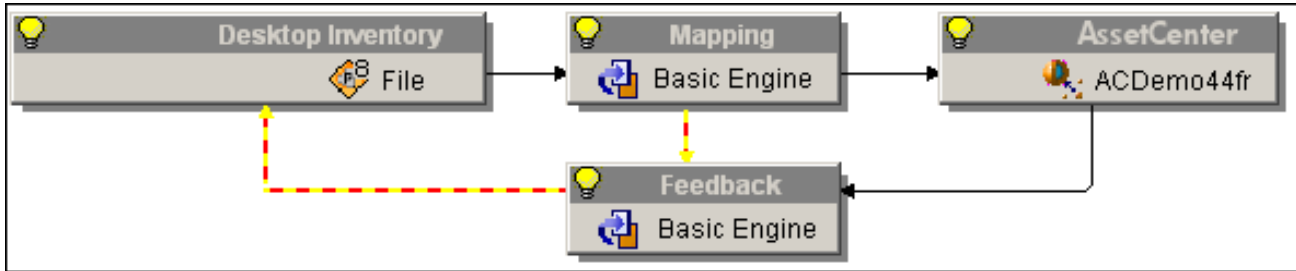 Desktop Inventory
File
Mapping
Basic Engine
AssetCenter
ACDemo44fr
Feedback
Basic Engine